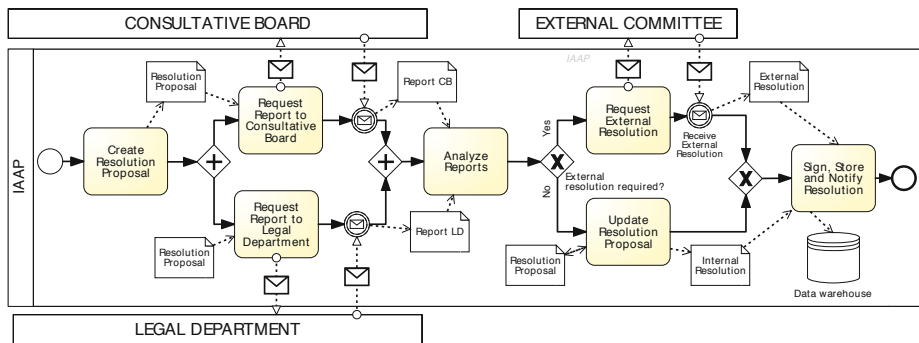 CONSULTATIVE BOARD
EXTERNAL COMMITTEE
IAAP
IAAP
Resolution
Proposal
Request
Report to
Consultative
Board
Report CB
Request
External
Resolution
External
Resolution
Create
Resolution
Proposal
Analyze
Reports
Yes
No
External
resolution required?
Receive
External
Resolution
Sign, Store
and Notify
Resolution
Request
Report to
Legal
Department
Resolution
Proposal
Report LD
Update
Resolution
Proposal
Resolution
Proposal
Internal
Resolution
Data warehouse
LEGAL DEPARTMENT